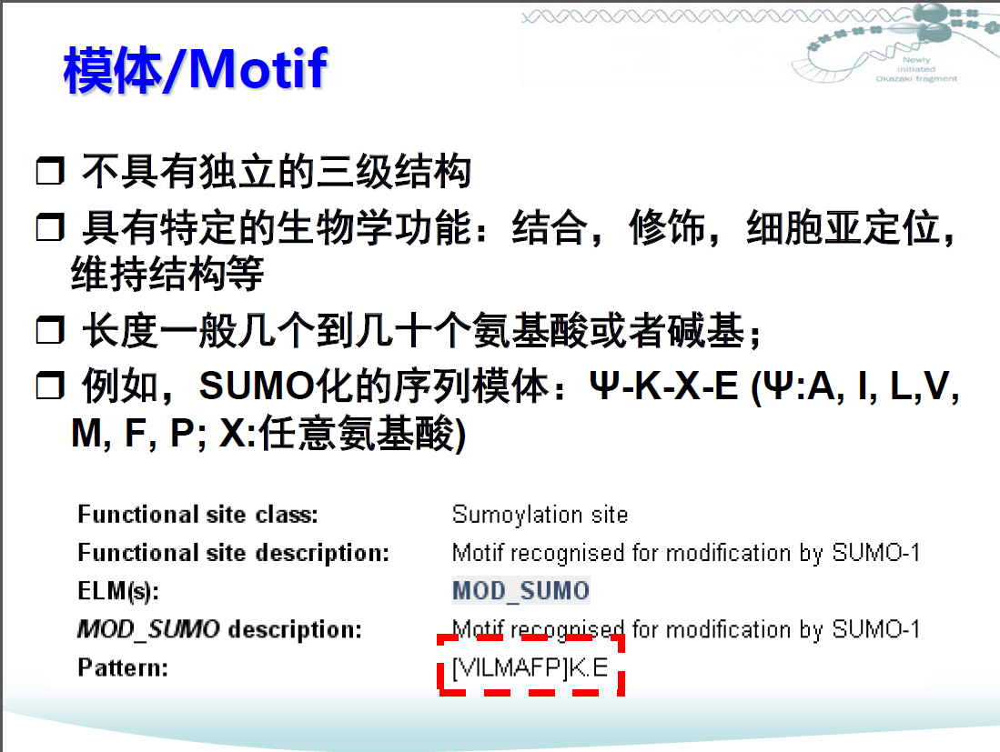 模体/Motif
Newly
initiated
Okazaki fragment
❒ 不具有独立的三级结构
❒ 具有特定的生物学功能：结合，修饰，细胞亚定位，
维持结构等
❒ 长度一般几个到几十个氨基酸或者碱基；
❒ 例如，SUMO化的序列模体：Ψ-K-X-E (Ψ:A, I, L,V,
M, F, P; X:任意氨基酸)
Functional site class: Sumoylation site
Functional site description: Motif recognised for modification by SUMO-1
ELM(s): MOD_SUMO
MOD_SUMO description: Motif recognised for modification by SUMO-1
Pattern: [VILMAFP]K.E